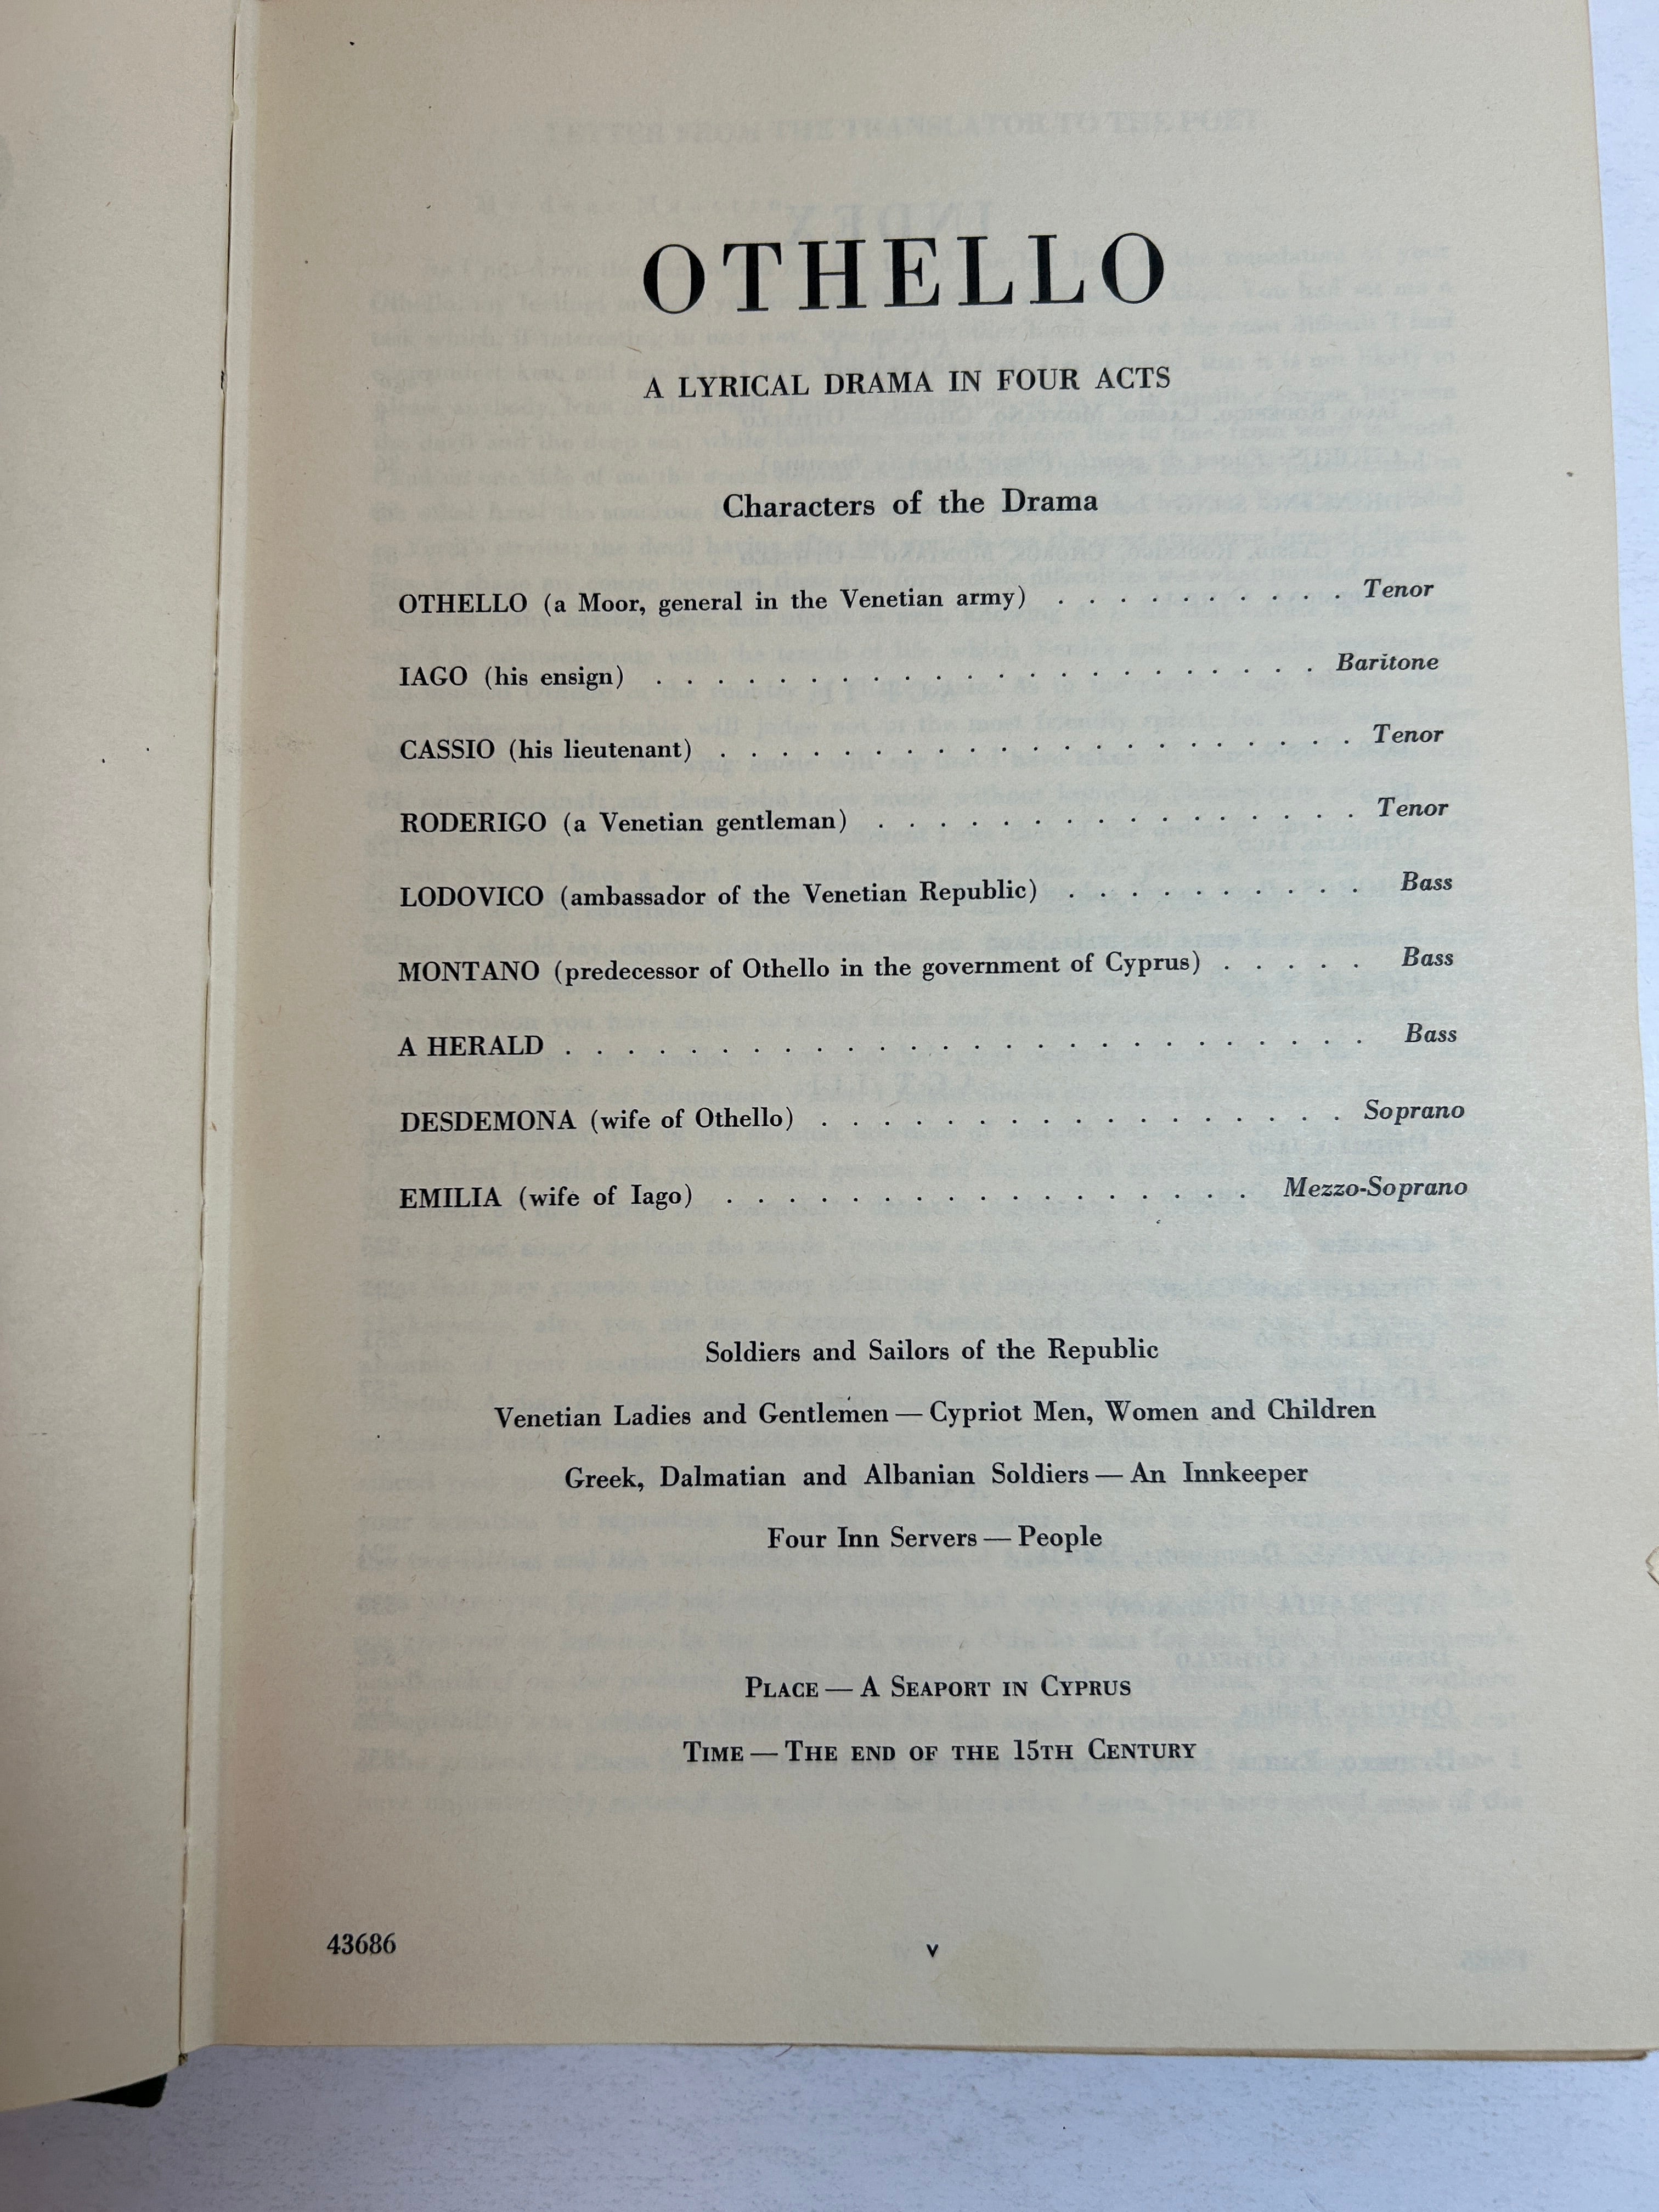 OTHELLO
A LYRICAL DRAMA IN FOUR ACTS
Characters of the Drama
OTHELLO (a Moor, general in the Venetian army) . . . . . . . . . . Tenor
IAGO (his ensign) . . . . . . . . . . . . . . . . . . . . . . Baritone
CASSIO (his lieutenant) . . . . . . . . . . . . . . . . . . . . . Tenor
RODERIGO (a Venetian gentleman) . . . . . . . . . . . . . . . . Tenor
LODOVICO (ambassador of the Venetian Republic) . . . . . . . . . . Bass
MONTANO (predecessor of Othello in the government of Cyprus) . . . . . Bass
A HERALD . . . . . . . . . . . . . . . . . . . . . . . . . . Bass
DESDEMONA (wife of Othello) . . . . . . . . . . . . . . . . . Soprano
EMILIA (wife of Iago) . . . . . . . . . . . . . . . . . Mezzo-Soprano
Soldiers and Sailors of the Republic
Venetian Ladies and Gentlemen — Cypriot Men, Women and Children
Greek, Dalmatian and Albanian Soldiers — An Innkeeper
Four Inn Servers — People
PLACE — A SEAPORT IN CYPRUS
TIME — THE END OF THE 15TH CENTURY
43686
v